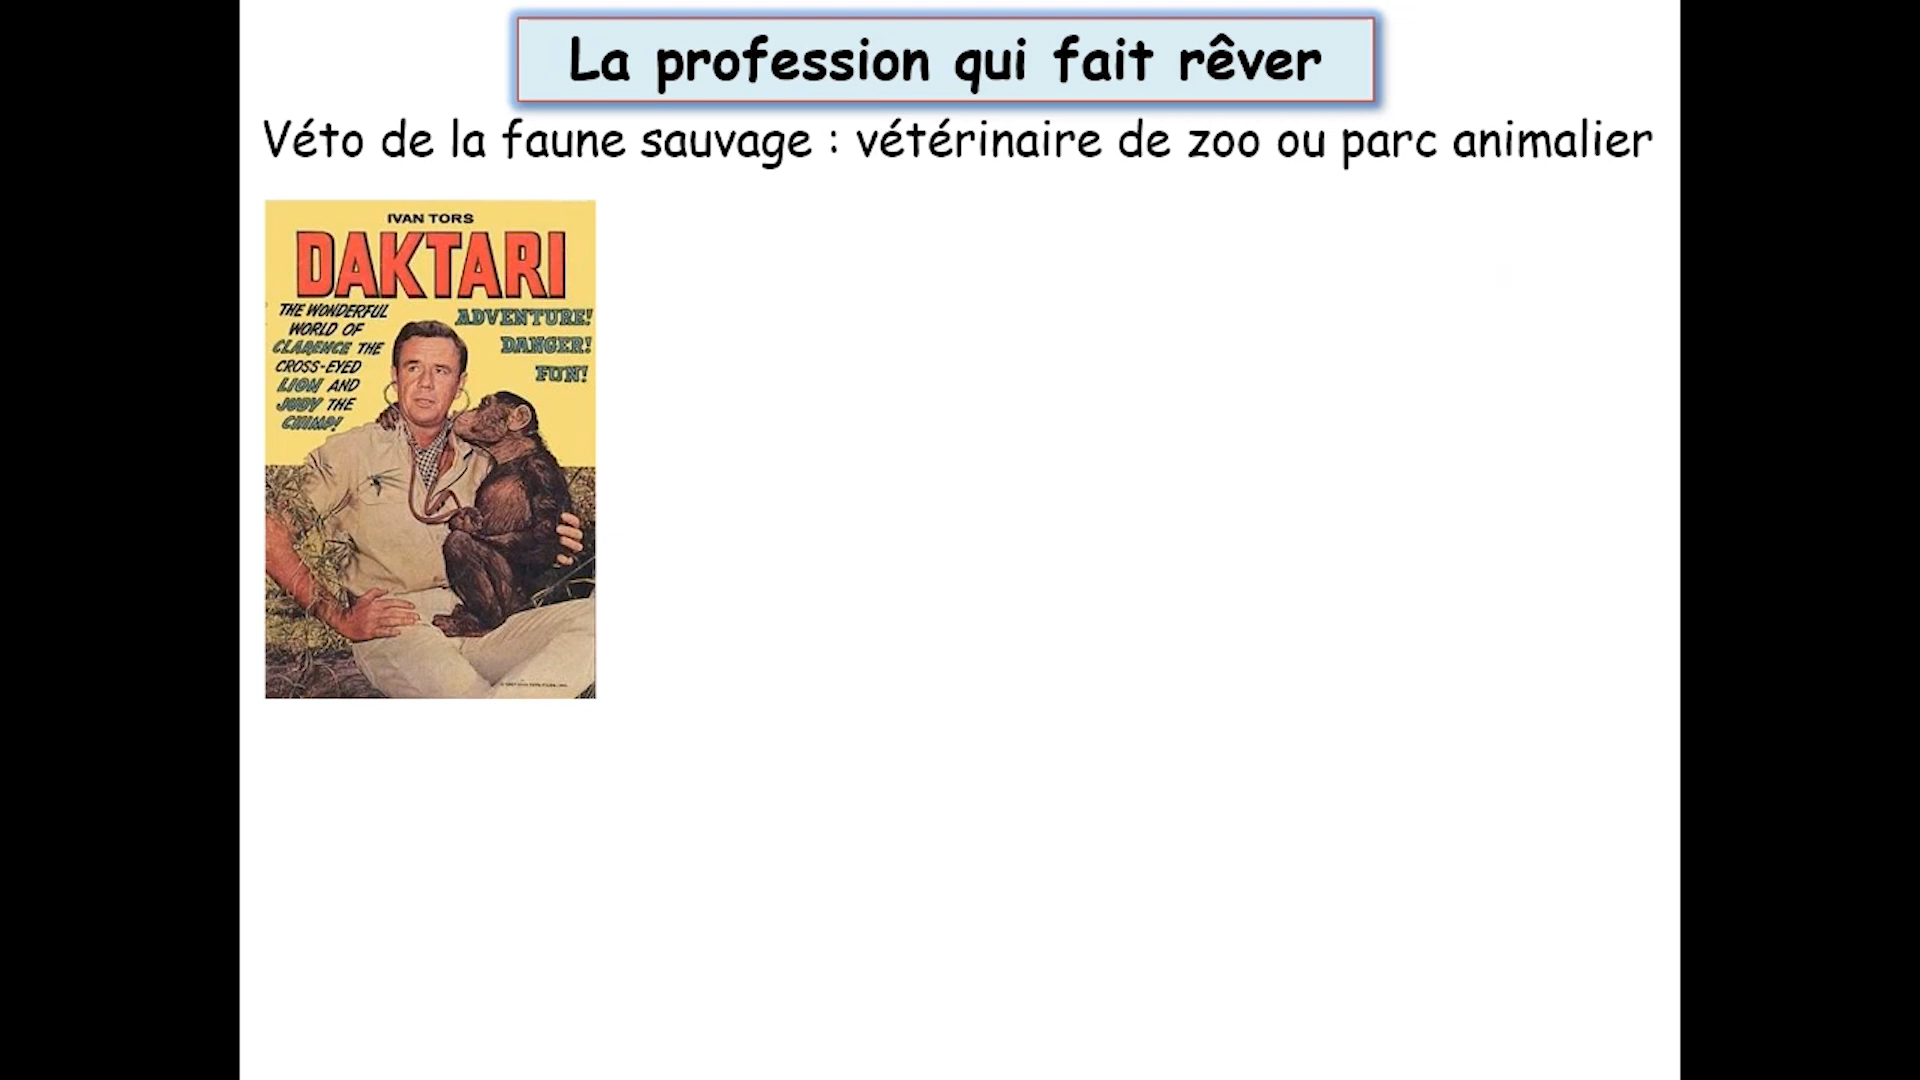 La profession qui fait rêver
Véto de la faune sauvage : vétérinaire de zoo ou parc animalier
IVAN TORS
DAKTARI
THE WONDERFUL
WORLD OF
CLARENCE THE
CROSS-EYED
LION AND
JUDY THE
CHIMP!
ADVENTURE!
DANGER!
FUN!